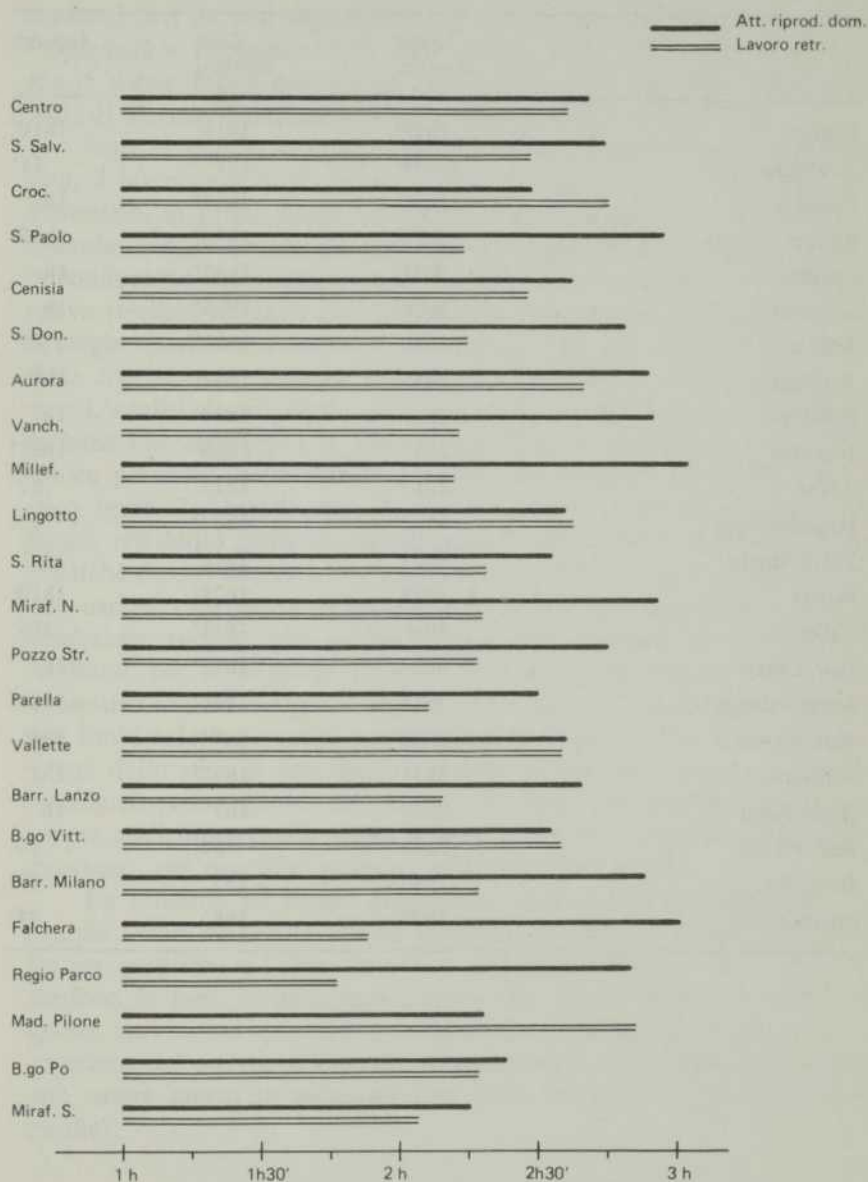 Att. riprod. dom.
Lavoro retr.
Centro
S. Salv.
Croc.
S. Paolo
Cenisia
S. Don.
Aurora
Vanch.
Millef.
Lingotto
S. Rita
Miraf. N.
Pozzo Str.
Parella
Vallette
Barr. Lanzo
B.go Vitt.
Barr. Milano
Falchera
Regio Parco
Mad. Pilone
B.go Po
Miraf. S.
1 h 1h30' 2 h 2h30' 3 h